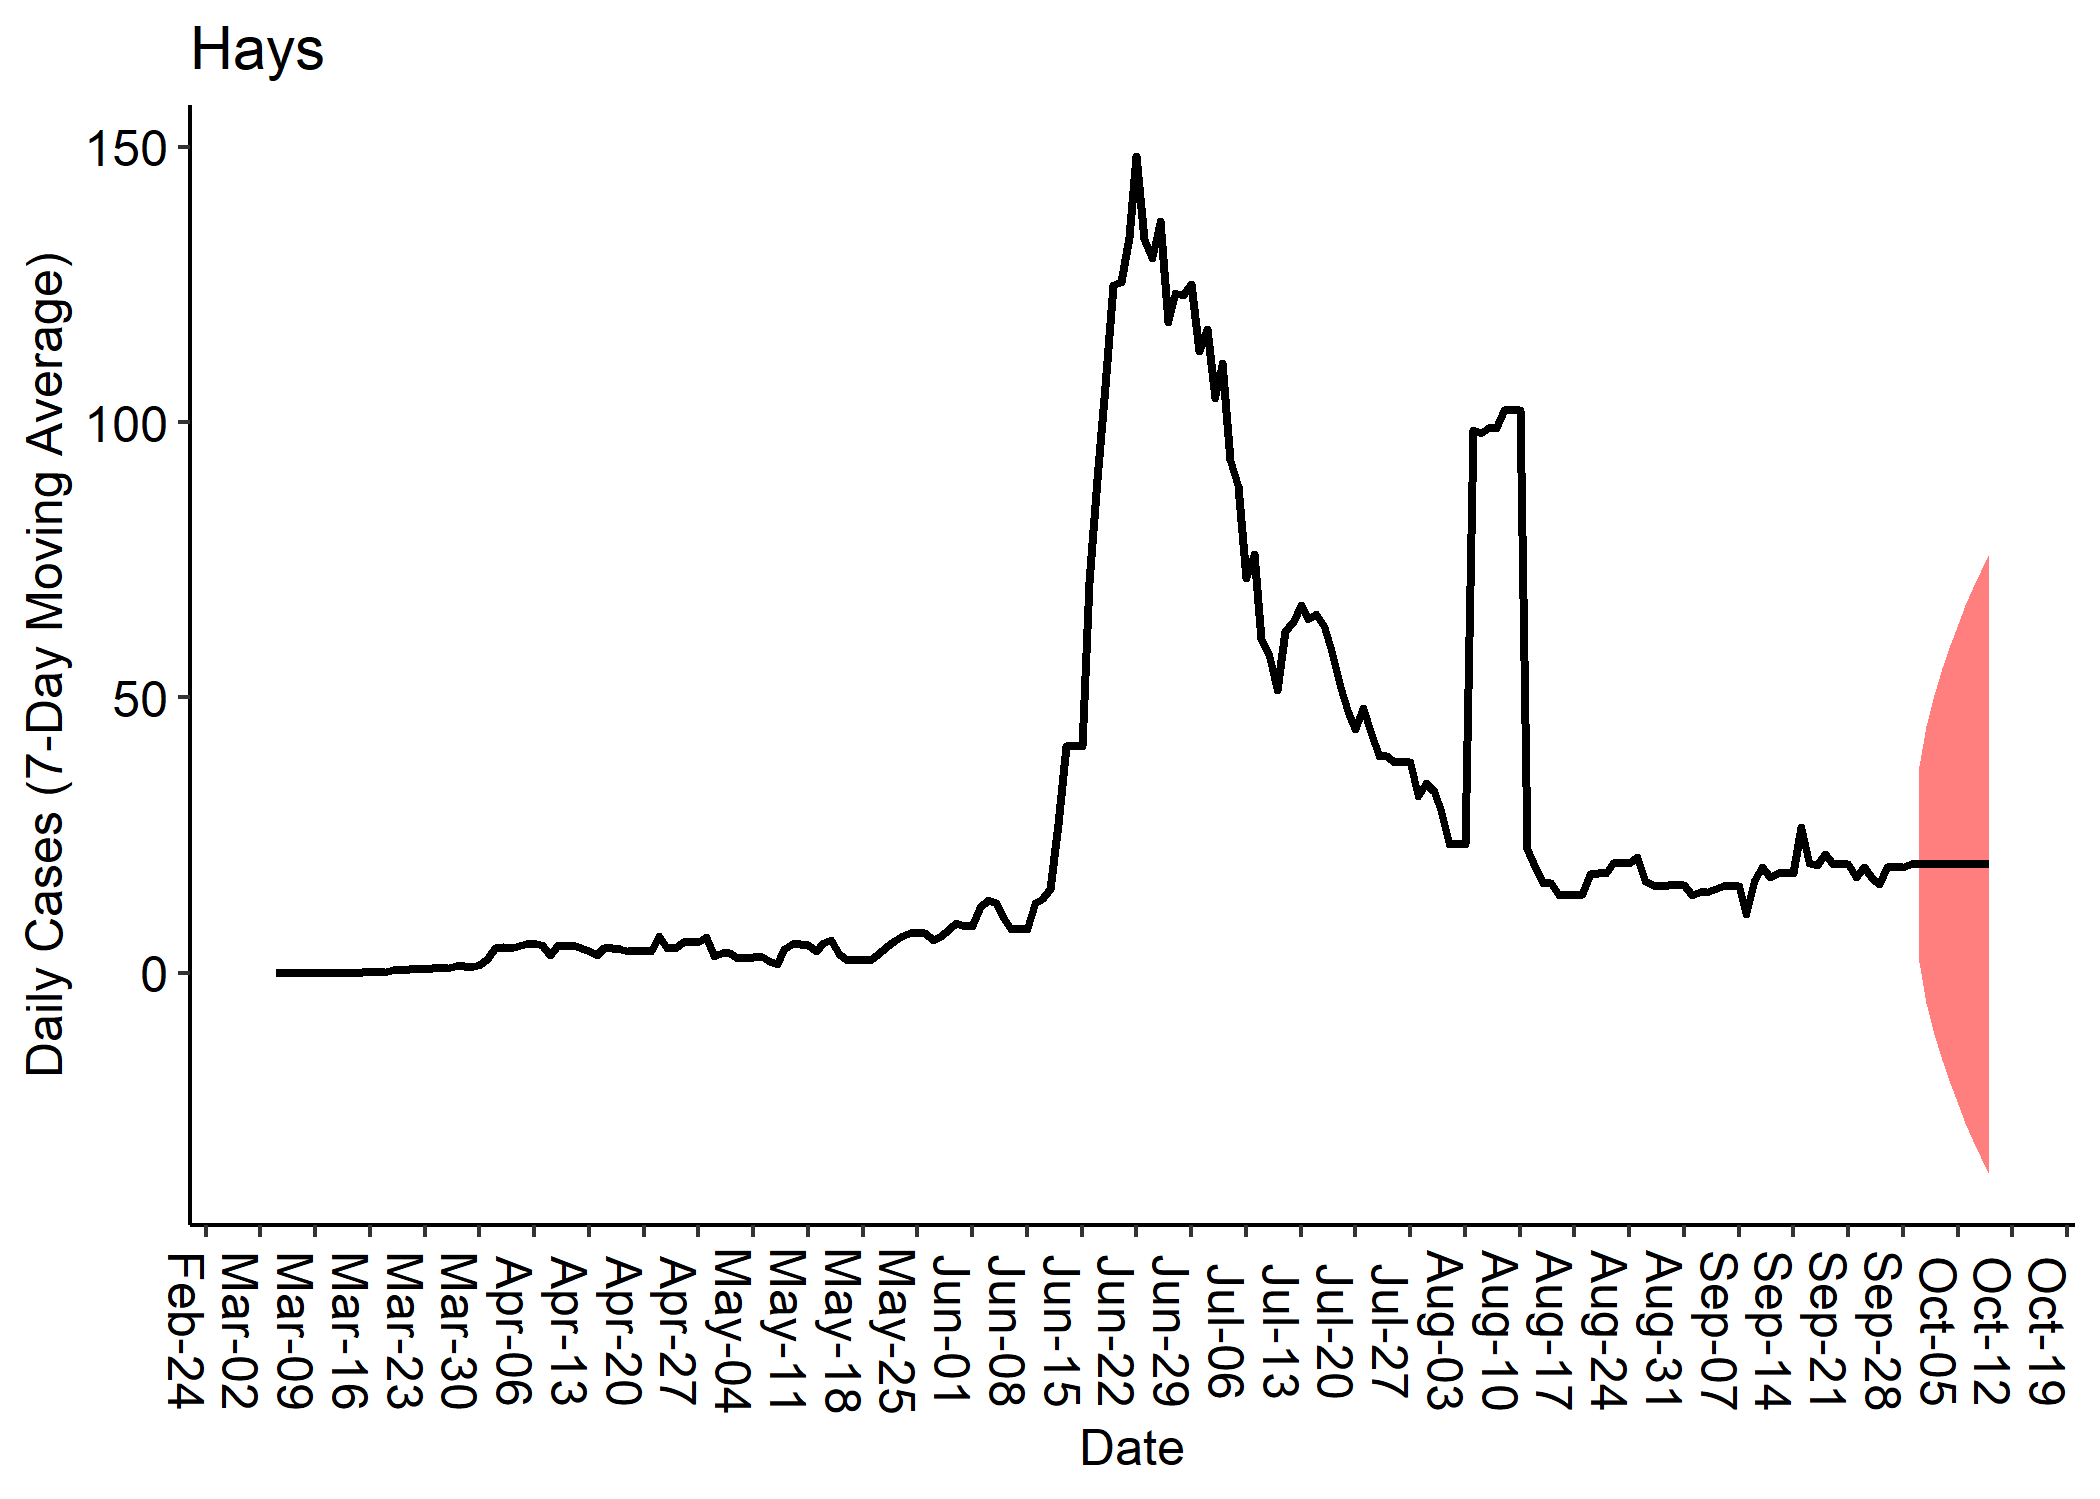 Hays
Daily Cases (7-Day Moving Average)
150
100
50
0
Feb-24
Mar-02
Mar-09
Mar-16
Mar-23
Mar-30
Apr-06
Apr-13
Apr-20
Apr-27
May-04
May-11
May-18
May-25
Jun-01
Jun-08
Jun-15
Jun-22
Jun-29
Jul-06
Jul-13
Jul-20
Jul-27
Aug-03
Aug-10
Aug-17
Aug-24
Aug-31
Sep-07
Sep-14
Sep-21
Sep-28
Oct-05
Oct-12
Oct-19
Date